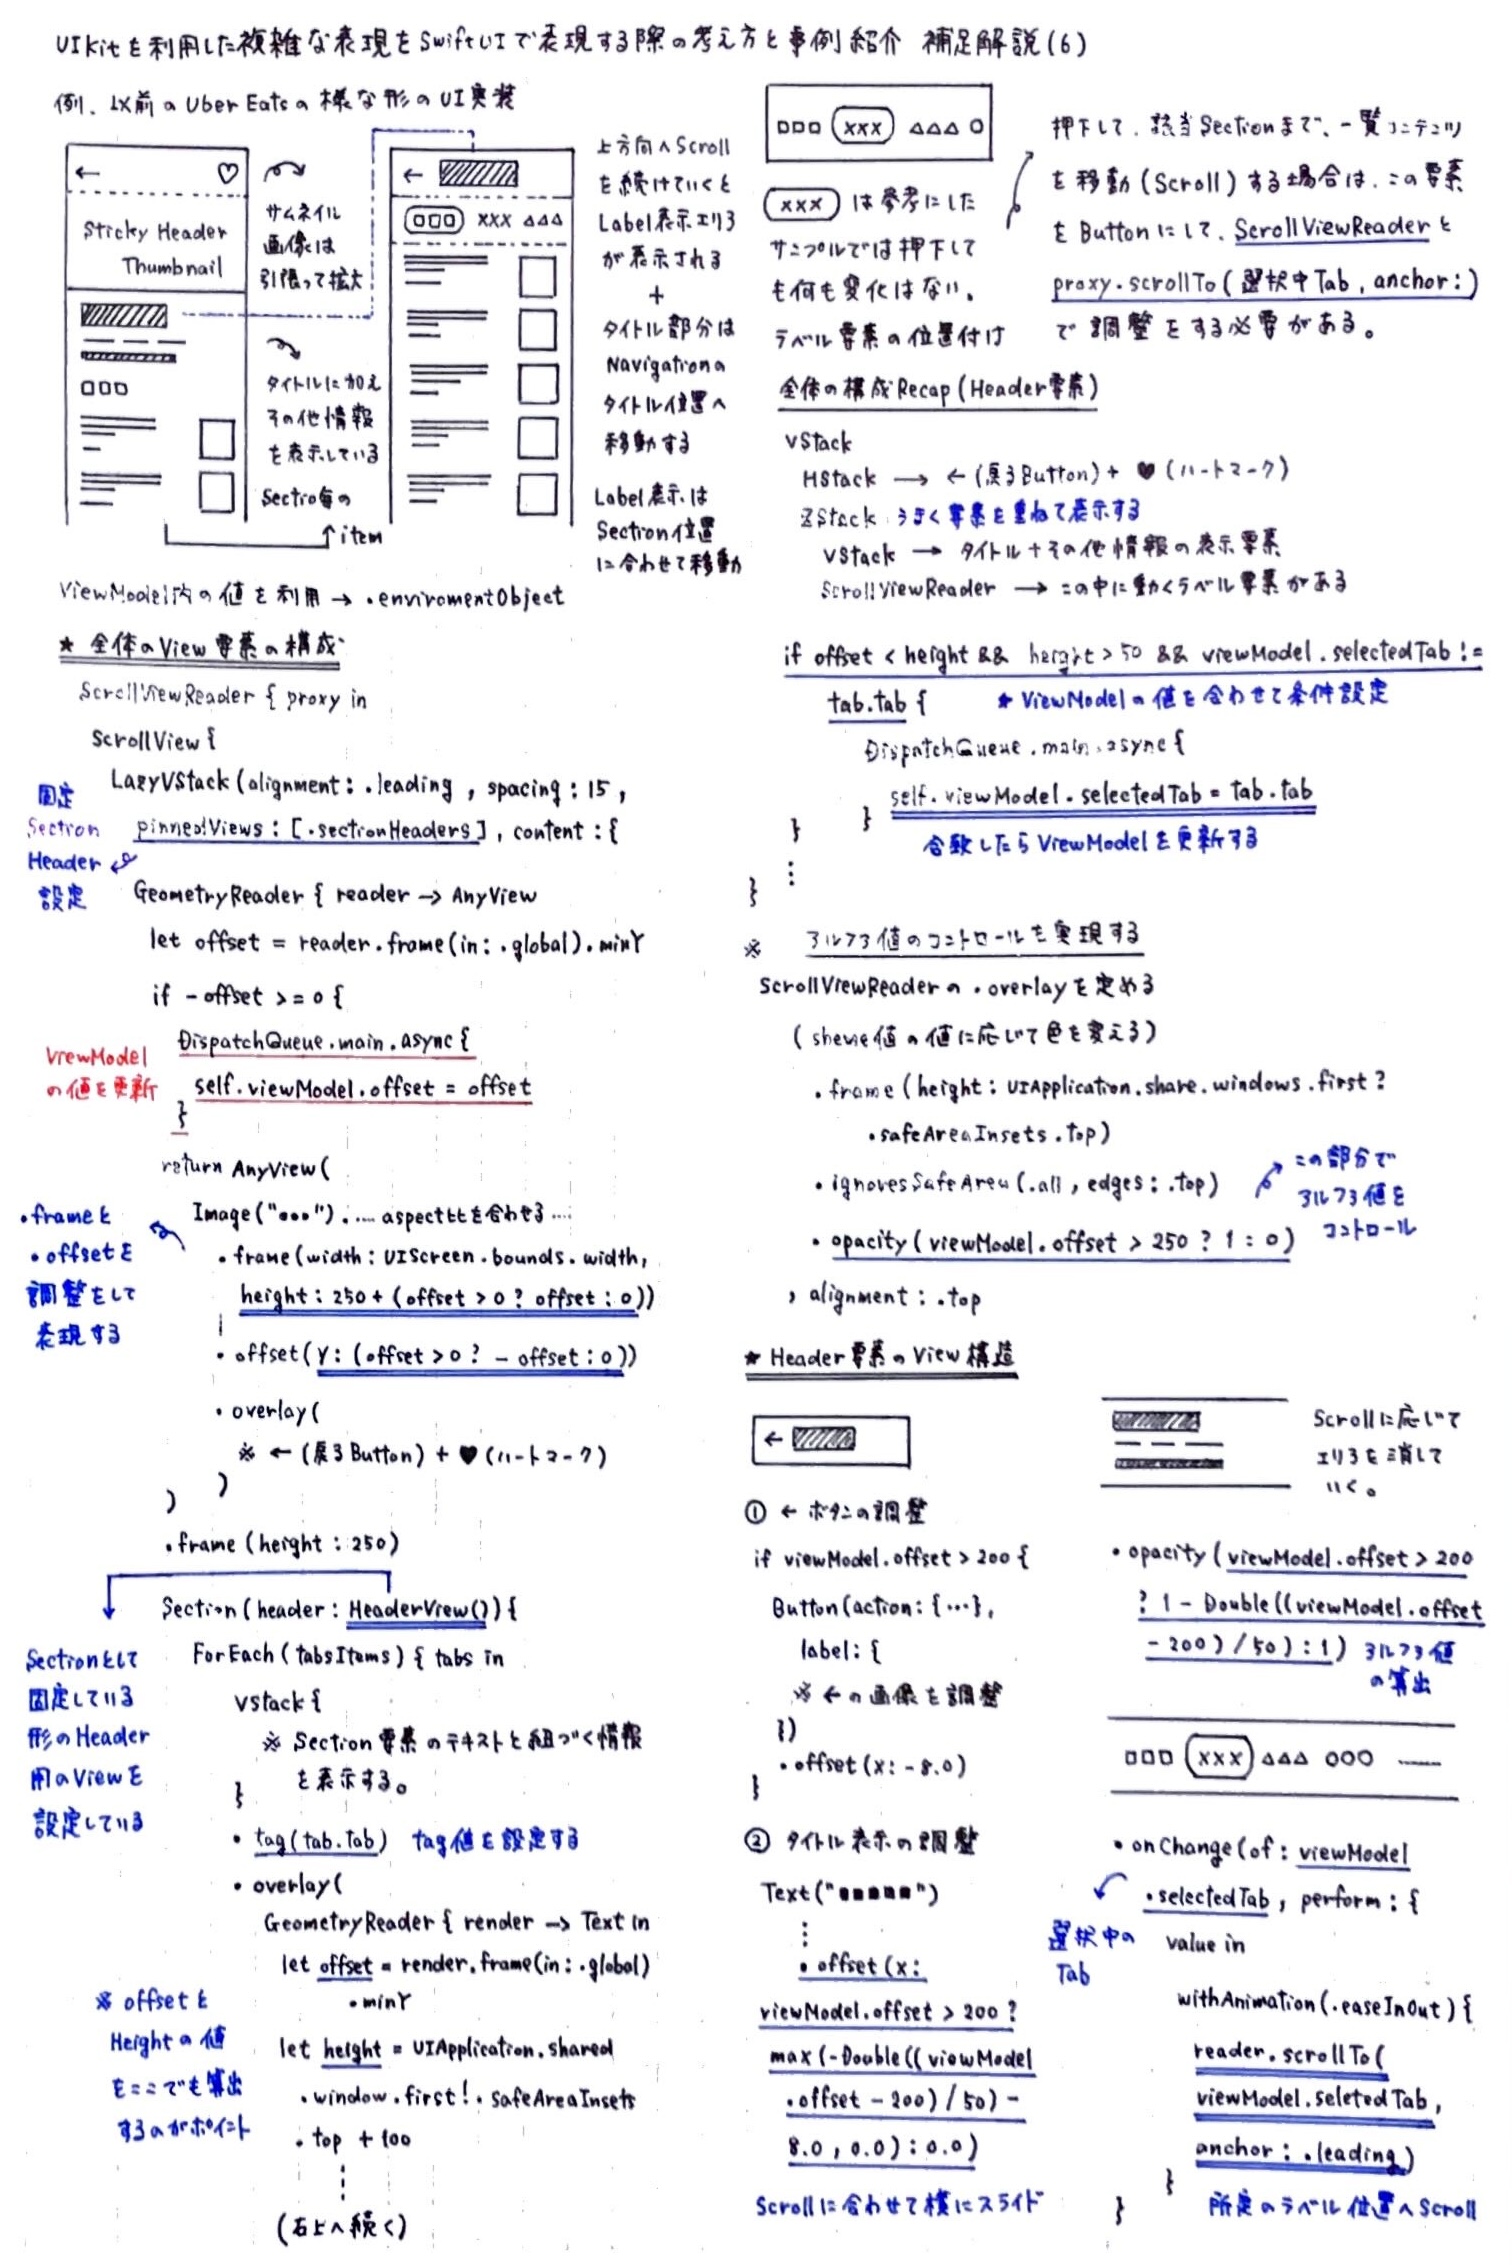 UIKitを利用した複雑な表現をSwiftUIで表現する際の考え方と事例紹介 補足解説(6)
例. 以前のUber Eatsの様な形のUI実装
← ♡
Sticky Header
Thumbnail
□□□
サムネイル
画像は
引張って拡大
タイトルに加え
その他情報
を表示している
Sectio毎の
↑item
←
□□□ xxx △△△
上方向へScroll
を続けていくと
Label表示エリア
が表示される
+
タイトル部分は
Navigationの
タイトル位置へ
移動する
Label表示は
Section位置
に合わせて移動
ViewModel内の値を利用 → .enviromentObject
★ 全体のView要素の構成
ScrollViewReader { proxy in
ScrollView {
LazyVStack(alignment: .leading , spacing: 15 ,
pinnedViews: [.sectionHeaders] , content: {
固定
Section
Header
設定
GeometryReader { reader → AnyView
let offset = reader.frame(in: .global).minY
if -offset >= 0 {
DispatchQueue.main.async {
self.viewModel.offset = offset
}
ViewModel
の値を更新
return AnyView(
Image("●●●"). .... aspect比を合わせる ....
.frame(width: UIScreen.bounds.width,
height: 250 + (offset > 0 ? offset : 0))
.offset(Y: (offset > 0 ? -offset : 0))
.frameと
.offsetを
調整をして
表現する
.overlay(
※ ← (戻るButton) + ♥ (ハートマーク)
)
)
.frame (height : 250)
Section (header: HeaderView()) {
ForEach (tabsItems) { tabs in
VStack {
※ Section要素のテキストと紐づく情報
を表示する。
}
Sectionとして
固定している
形のHeader
用のViewを
設定している
.tag(tab.tab) tag値を設定する
.overlay(
GeometryReader { render → Text in
let offset = render.frame(in: .global)
.minY
let height = UIApplication.shared
.window.first!.safeAreaInsets
.top + 100
※ offsetと
Heightの値
をここでも算出
するのがポイント
(右上へ続く)
□□□ xxx △△△ ○
xxx は参考にした
サンプルでは押下して
も何も変化はない。
ラベル要素の位置付け
押下して、該当Sectionまで、一覧コンテンツ
を移動 (Scroll) する場合は、この要素
をButtonにして、ScrollViewReaderと
proxy.scrollTo(選択中Tab , anchor:)
で調整をする必要がある。
全体の構成Recap (Header要素)
VStack
HStack → ← (戻るButton) + ♥ (ハートマーク)
ZStack うまく要素を重ねて表示する
VStack → タイトル+その他情報の表示要素
ScrollViewReader → この中に動くラベル要素がある
if offset < height && height > 50 && viewModel.selectedTab !=
tab.tab {
★ ViewModelの値を合わせて条件設定
DispatchQueue.main.async {
self.viewModel.selectedTab = tab.tab
}
}
合致したらViewModelを更新する
}
※ アルファ値のコントロールを実現する
ScrollViewReaderの .overlayを定める
( sheme値の値に応じて色を変える)
.frame (height: UIApplication.share.windows.first?
.safeAreaInsets.top)
.ignoresSafeArea (.all , edges: .top)
.opacity (viewModel.offset > 250 ? 1 : 0)
この部分で
アルファ値を
コントロール
, alignment : .top
★ Header要素のView構造
←
① ← ボタンの調整
if viewModel.offset > 200 {
Button(action: {…},
label: {
※ ← の画像を調整
})
.offset (x: -8.0)
}
② タイトル表示の調整
Text("■■■■■")
.offset (x:
viewModel.offset > 200 ?
max (-Double((viewModel
.offset - 200) / 50) -
8.0 , 0.0) : 0.0)
Scrollに合わせて横にスライド
Scrollに応じて
エリアを消して
いく。
.opacity (viewModel.offset > 200
? 1 - Double((viewModel.offset
- 200) / 50) : 1)
アルファ値
の算出
□□□ xxx △△△ ○○○ ——
.onChange(of: viewModel
.selectedTab , perform: {
選択中の
Tab
value in
withAnimation(.easeInOut) {
reader.scrollTo(
viewModel.seletedTab,
anchor: .leading)
}
}
所定のラベル位置へScroll